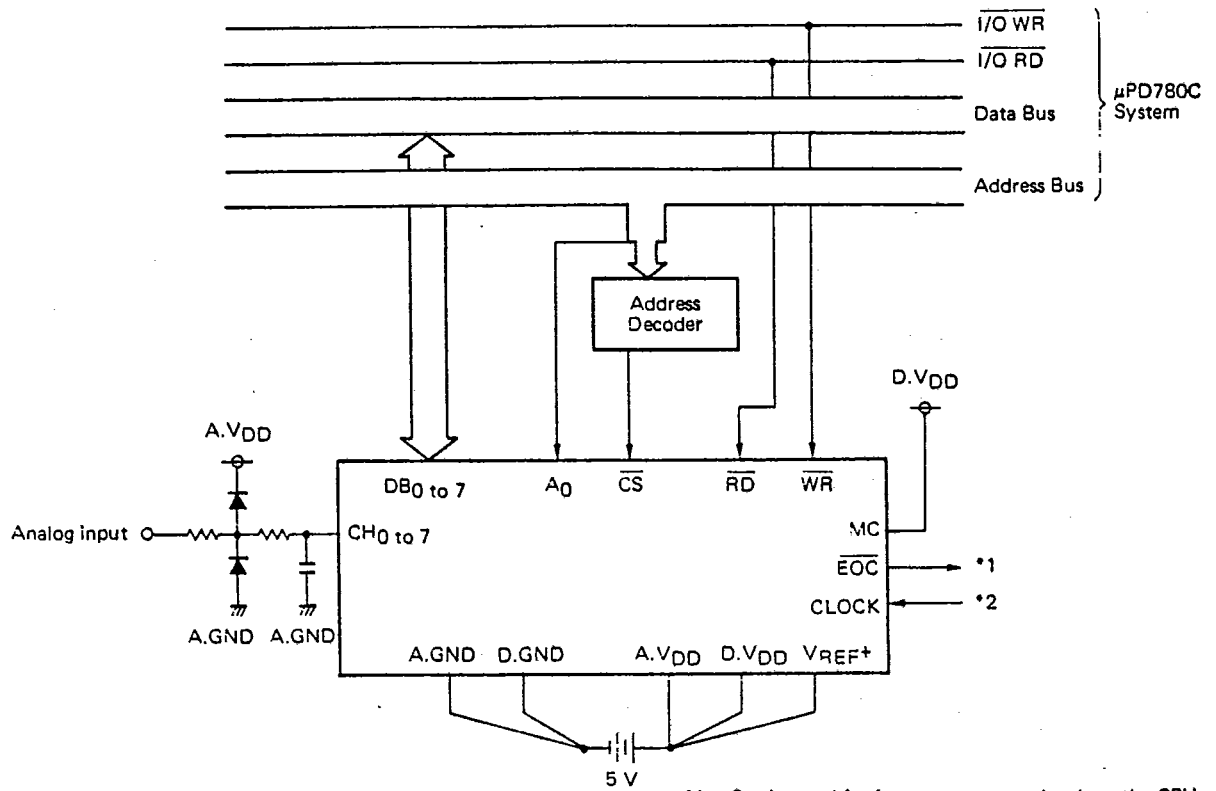 I/O WR
I/O RD
Data Bus
Address Bus
μPD780C
System
Address
Decoder
D.VDD
A.VDD
DB0 to 7 A0 CS RD WR
Analog input
CH0 to 7
MC
EOC *1
CLOCK *2
A.GND A.GND
A.GND D.GND A.VDD D.VDD VREF+
5 V